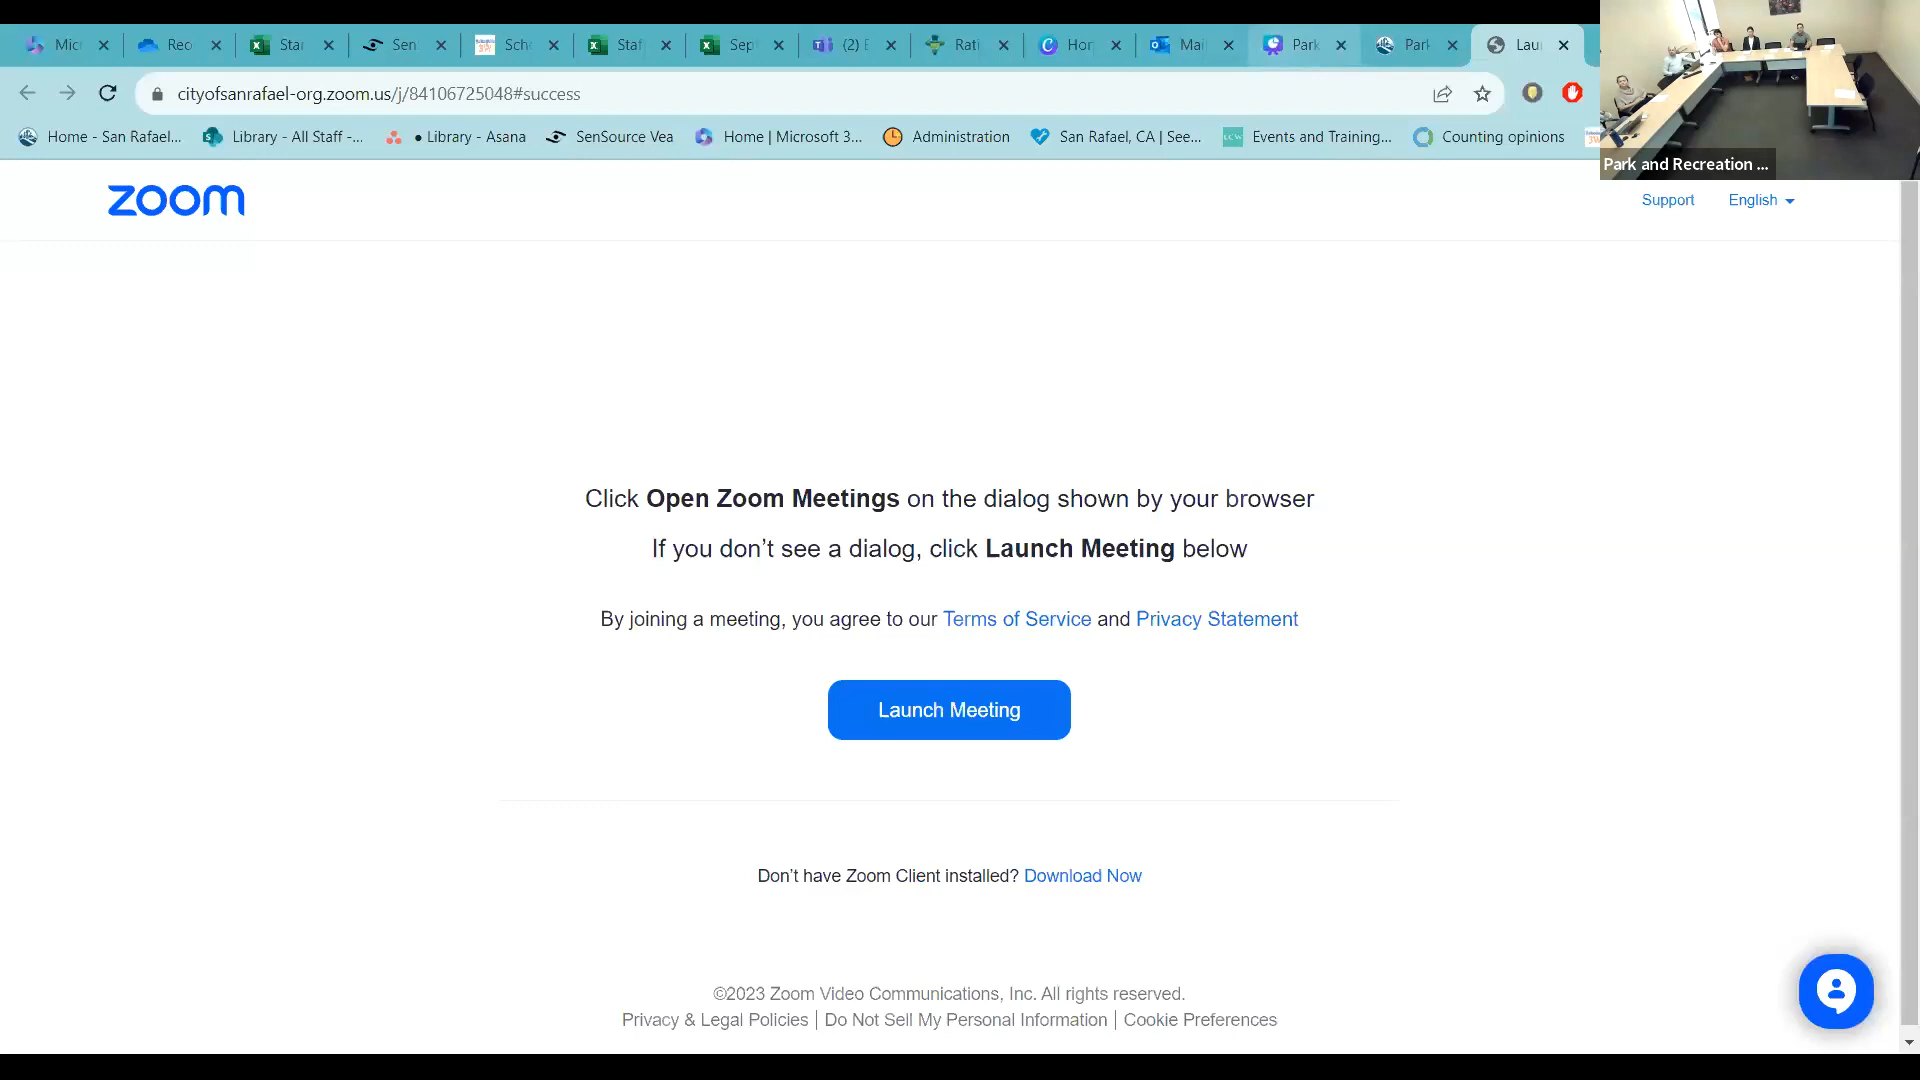 Mic
Reo
Star
Sen
Sch
Staf
Sep
(2)
Rati
Hor
Mai
Park
Park
Lau
cityofsanrafael-org.zoom.us/j/84106725048#success
Home - San Rafael...
Library - All Staff -...
● Library - Asana
SenSource Vea
Home | Microsoft 3...
Administration
San Rafael, CA | See...
Events and Training...
Counting opinions
Park and Recreation ...
zoom
Support
English
Click Open Zoom Meetings on the dialog shown by your browser
If you don’t see a dialog, click Launch Meeting below
By joining a meeting, you agree to our Terms of Service and Privacy Statement
Launch Meeting
Don’t have Zoom Client installed? Download Now
©2023 Zoom Video Communications, Inc. All rights reserved.
Privacy & Legal Policies | Do Not Sell My Personal Information | Cookie Preferences